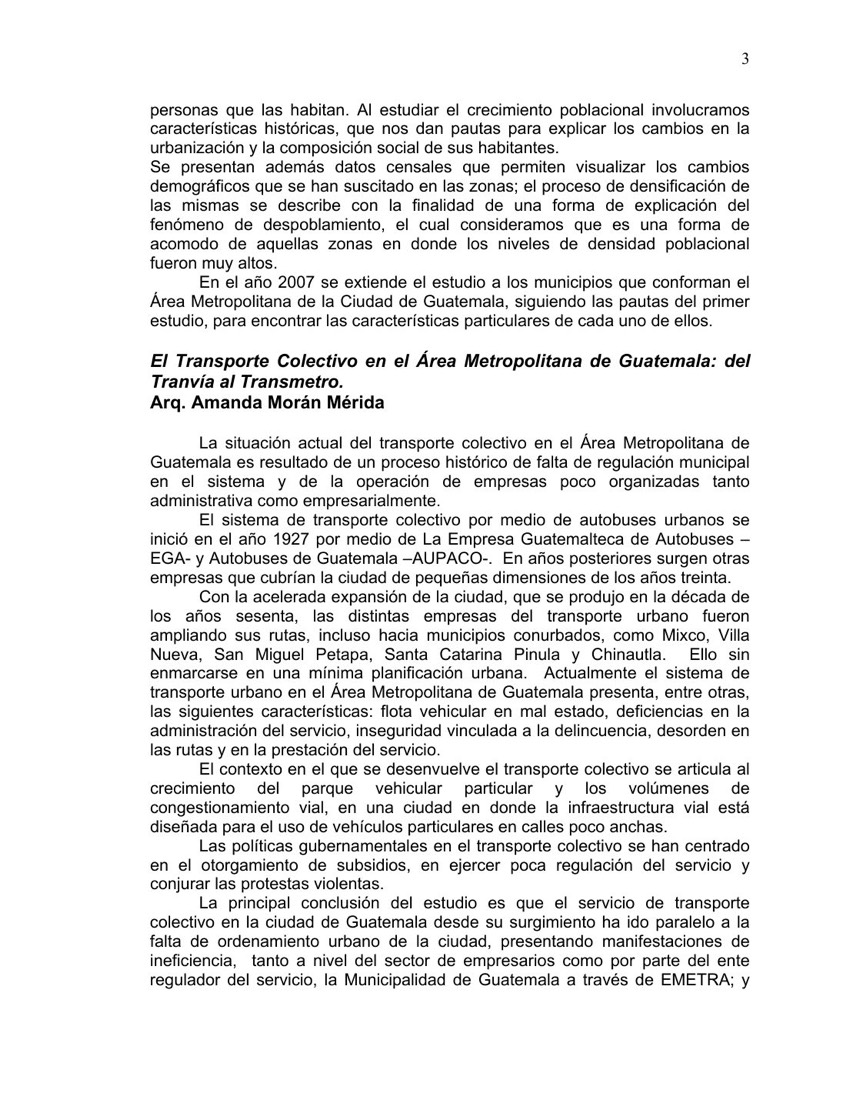 3
personas que las habitan. Al estudiar el crecimiento poblacional involucramos
características históricas, que nos dan pautas para explicar los cambios en la
urbanización y la composición social de sus habitantes.
Se presentan además datos censales que permiten visualizar los cambios
demográficos que se han suscitado en las zonas; el proceso de densificación de
las mismas se describe con la finalidad de una forma de explicación del
fenómeno de despoblamiento, el cual consideramos que es una forma de
acomodo de aquellas zonas en donde los niveles de densidad poblacional
fueron muy altos.
En el año 2007 se extiende el estudio a los municipios que conforman el
Área Metropolitana de la Ciudad de Guatemala, siguiendo las pautas del primer
estudio, para encontrar las características particulares de cada uno de ellos.
El Transporte Colectivo en el Área Metropolitana de Guatemala: del
Tranvía al Transmetro.
Arq. Amanda Morán Mérida
La situación actual del transporte colectivo en el Área Metropolitana de
Guatemala es resultado de un proceso histórico de falta de regulación municipal
en el sistema y de la operación de empresas poco organizadas tanto
administrativa como empresarialmente.
El sistema de transporte colectivo por medio de autobuses urbanos se
inició en el año 1927 por medio de La Empresa Guatemalteca de Autobuses –
EGA- y Autobuses de Guatemala –AUPACO-.  En años posteriores surgen otras
empresas que cubrían la ciudad de pequeñas dimensiones de los años treinta.
Con la acelerada expansión de la ciudad, que se produjo en la década de
los años sesenta, las distintas empresas del transporte urbano fueron
ampliando sus rutas, incluso hacia municipios conurbados, como Mixco, Villa
Nueva, San Miguel Petapa, Santa Catarina Pinula y Chinautla.  Ello sin
enmarcarse en una mínima planificación urbana.  Actualmente el sistema de
transporte urbano en el Área Metropolitana de Guatemala presenta, entre otras,
las siguientes características: flota vehicular en mal estado, deficiencias en la
administración del servicio, inseguridad vinculada a la delincuencia, desorden en
las rutas y en la prestación del servicio.
El contexto en el que se desenvuelve el transporte colectivo se articula al
crecimiento del parque vehicular particular y los volúmenes de
congestionamiento vial, en una ciudad en donde la infraestructura vial está
diseñada para el uso de vehículos particulares en calles poco anchas.
Las políticas gubernamentales en el transporte colectivo se han centrado
en el otorgamiento de subsidios, en ejercer poca regulación del servicio y
conjurar las protestas violentas.
La principal conclusión del estudio es que el servicio de transporte
colectivo en la ciudad de Guatemala desde su surgimiento ha ido paralelo a la
falta de ordenamiento urbano de la ciudad, presentando manifestaciones de
ineficiencia,  tanto a nivel del sector de empresarios como por parte del ente
regulador del servicio, la Municipalidad de Guatemala a través de EMETRA; y